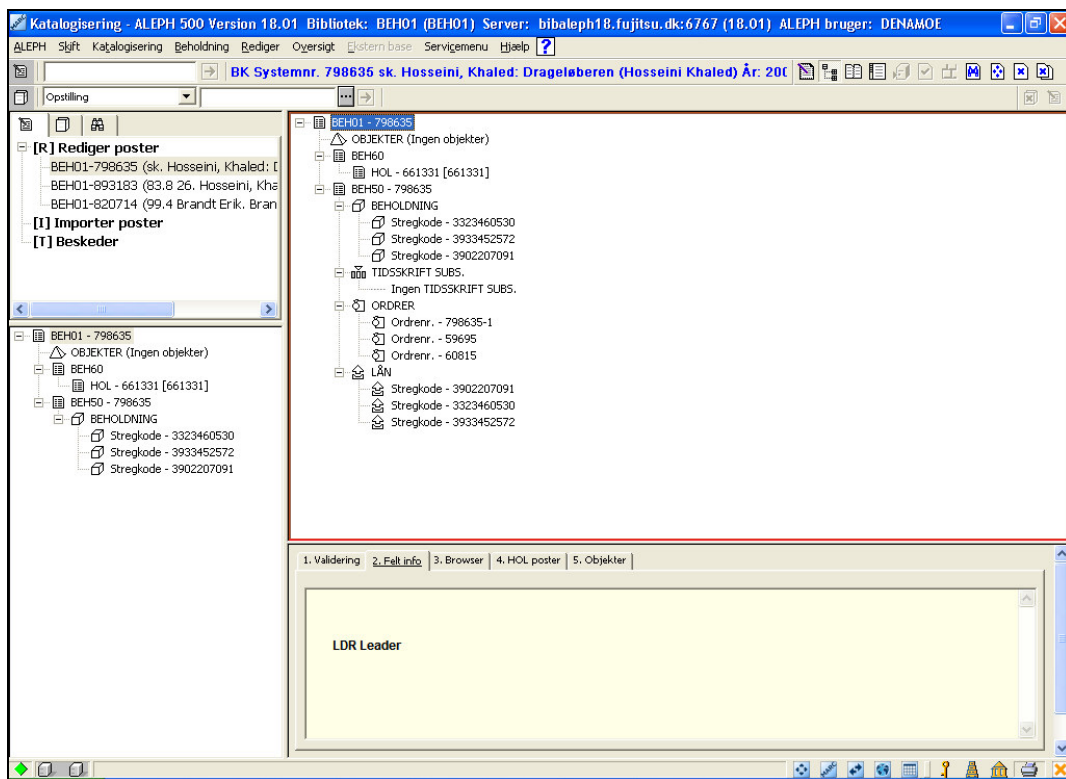 Katalogisering - ALEPH 500 Version 18.01 Bibliotek: BEH01 (BEH01) Server: bibaleph18.fujitsu.dk:6767 (18.01) ALEPH bruger: DENAMOE
ALEPH Skift Katalogisering Beholdning Rediger Oversigt Ekstern base Servicemenu Hjælp ?
BK Systemnr. 798635 sk. Hosseini, Khaled: Drageløberen (Hosseini Khaled) År: 200
Opstilling
[R] Rediger poster
BEH01-798635 (sk. Hosseini, Khaled: D
BEH01-893183 (83.8 26. Hosseini, Kha
BEH01-820714 (99.4 Brandt Erik. Bran
[I] Importer poster
[T] Beskeder
BEH01 - 798635
OBJEKTER (Ingen objekter)
BEH60
HOL - 661331 [661331]
BEH50 - 798635
BEHOLDNING
Stregkode - 3323460530
Stregkode - 3933452572
Stregkode - 3902207091
BEH01 - 798635
OBJEKTER (Ingen objekter)
BEH60
HOL - 661331 [661331]
BEH50 - 798635
BEHOLDNING
Stregkode - 3323460530
Stregkode - 3933452572
Stregkode - 3902207091
TIDSSKRIFT SUBS.
Ingen TIDSSKRIFT SUBS.
ORDRER
Ordrenr. - 798635-1
Ordrenr. - 59695
Ordrenr. - 60815
LÅN
Stregkode - 3902207091
Stregkode - 3323460530
Stregkode - 3933452572
1. Validering 2. Felt info 3. Browser 4. HOL poster 5. Objekter
LDR Leader